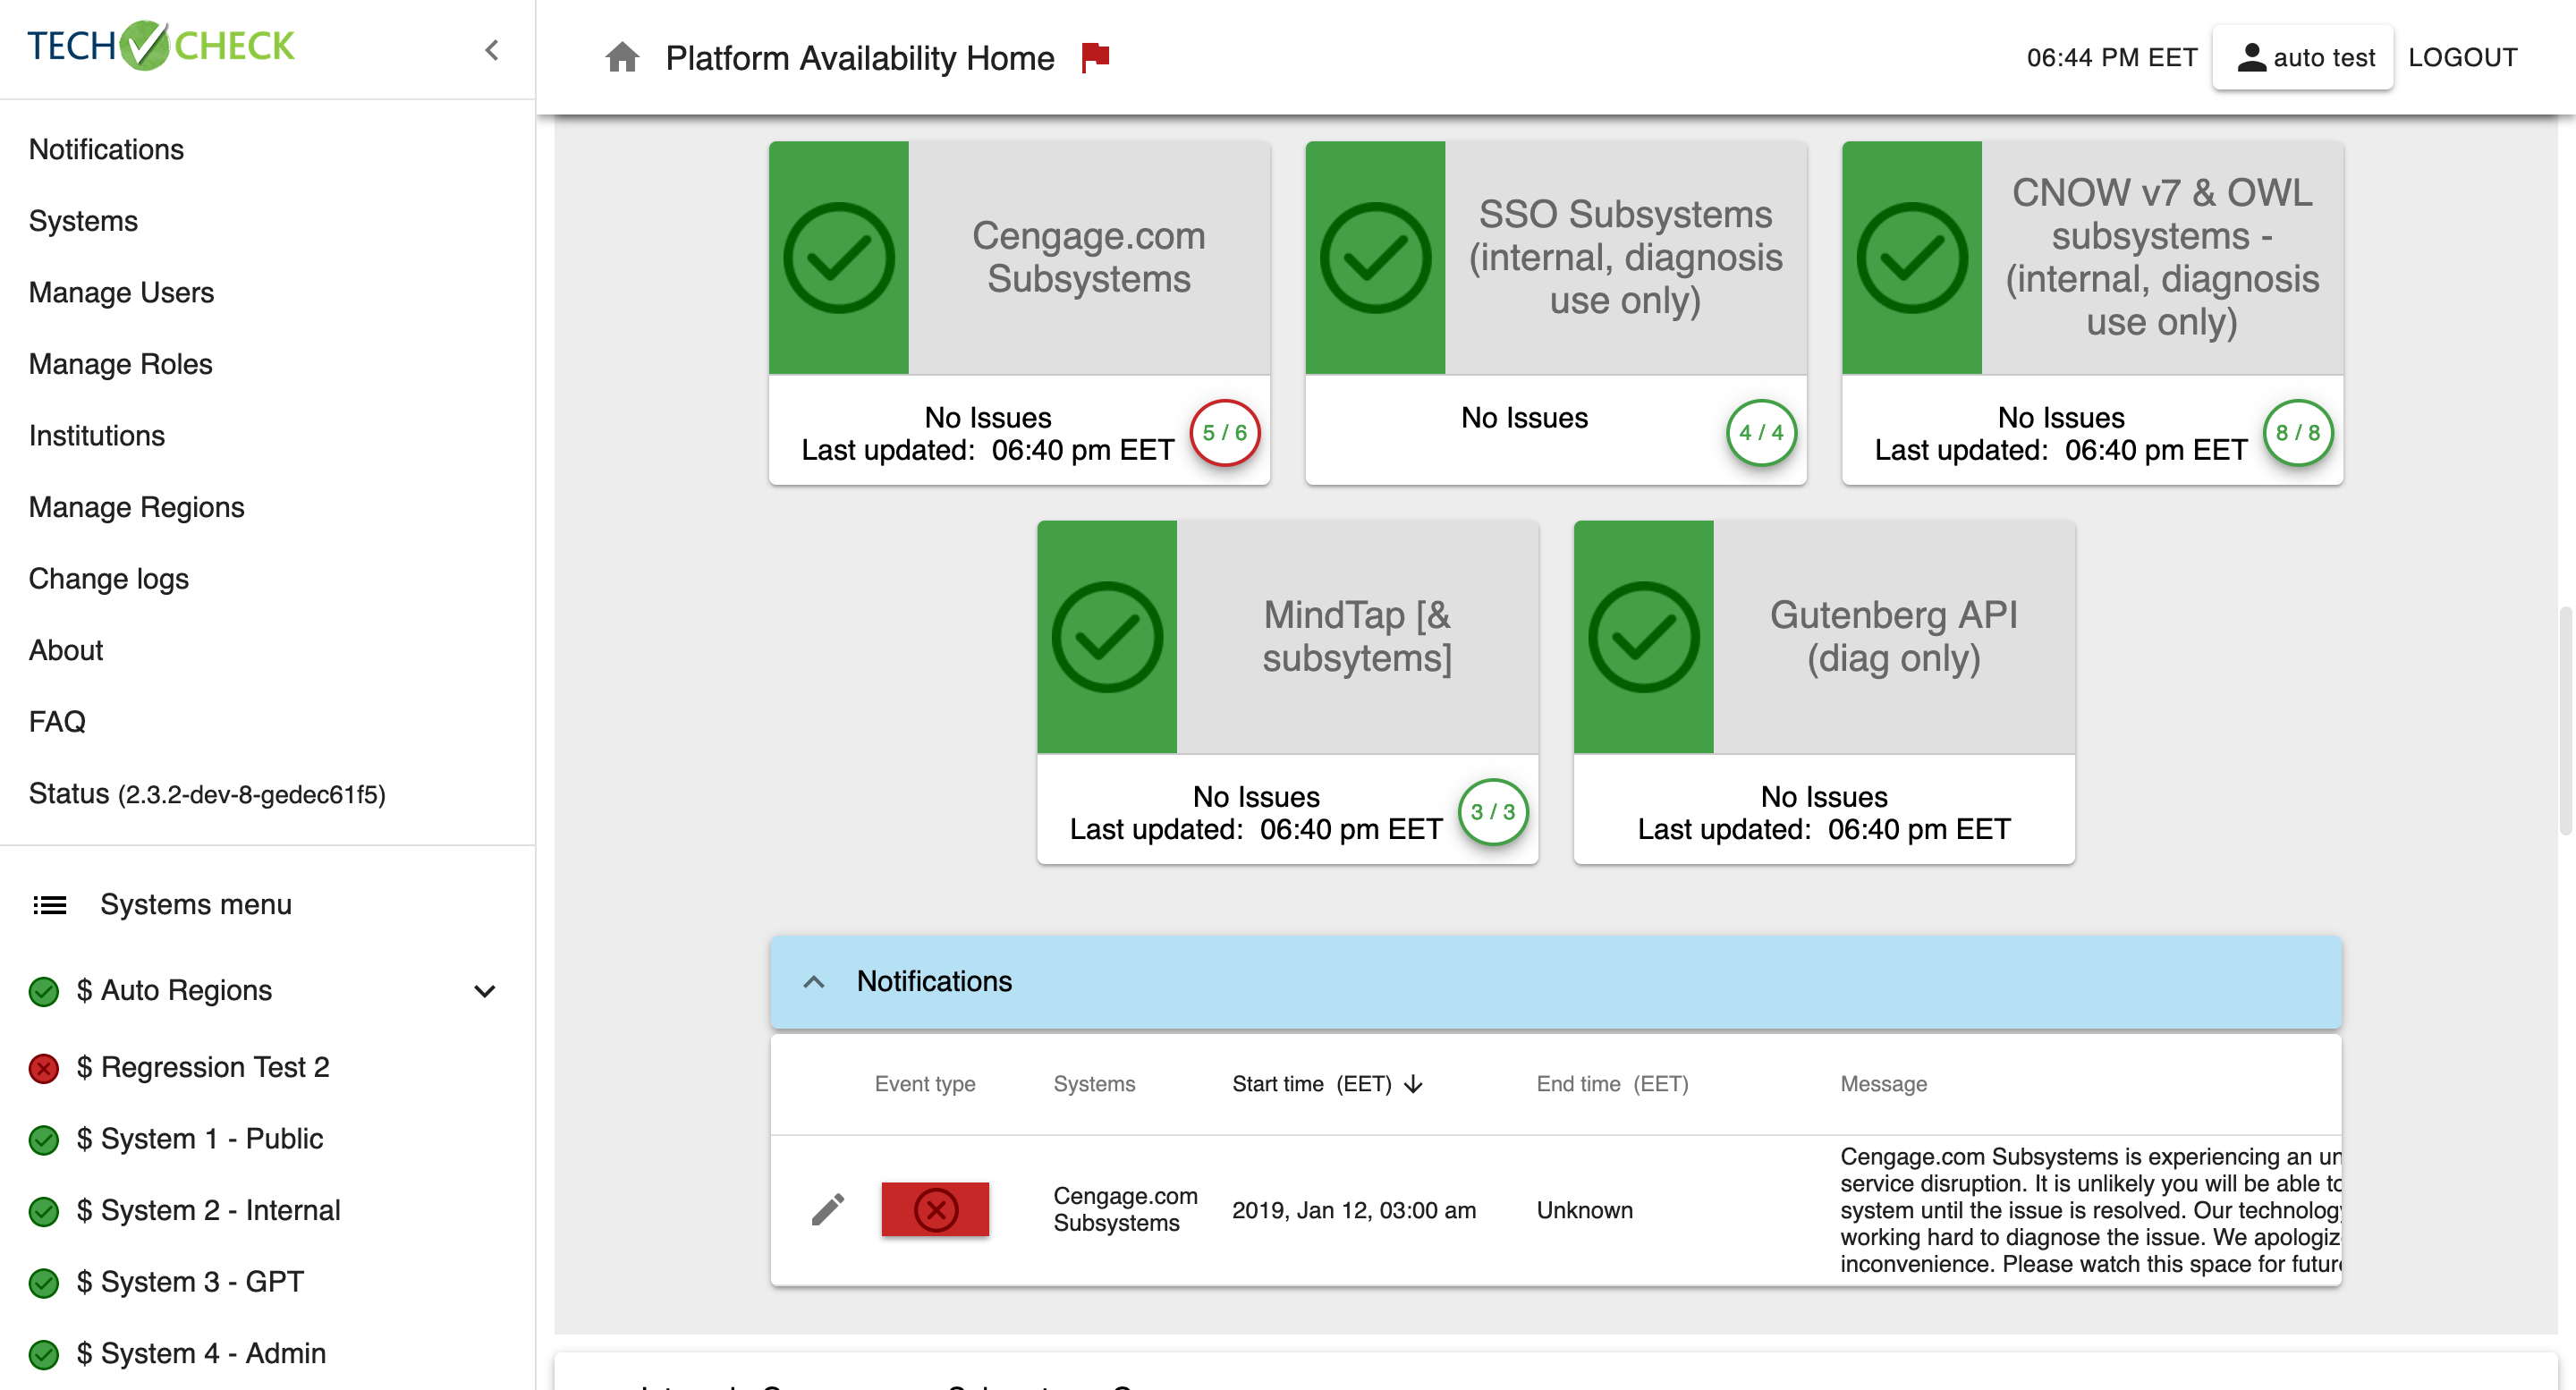 TECH CHECK
Notifications
Systems
Manage Users
Manage Roles
Institutions
Manage Regions
Change logs
About
FAQ
Status (2.3.2-dev-8-gedec61f5)
Systems menu
$ Auto Regions
$ Regression Test 2
$ System 1 - Public
$ System 2 - Internal
$ System 3 - GPT
$ System 4 - Admin
Platform Availability Home
06:44 PM EET
auto test
LOGOUT
Cengage.com
Subsystems
No Issues
Last updated: 06:40 pm EET
5 / 6
SSO Subsystems
(internal, diagnosis
use only)
No Issues
4 / 4
CNOW v7 & OWL
subsystems -
(internal, diagnosis
use only)
No Issues
Last updated: 06:40 pm EET
8 / 8
MindTap [&
subsytems]
No Issues
Last updated: 06:40 pm EET
3 / 3
Gutenberg API
(diag only)
No Issues
Last updated: 06:40 pm EET
Notifications
Event type
Systems
Start time (EET)
End time (EET)
Message
Cengage.com
Subsystems
2019, Jan 12, 03:00 am
Unknown
Cengage.com Subsystems is experiencing an un
service disruption. It is unlikely you will be able to
system until the issue is resolved. Our technology
working hard to diagnose the issue. We apologiz
inconvenience. Please watch this space for future